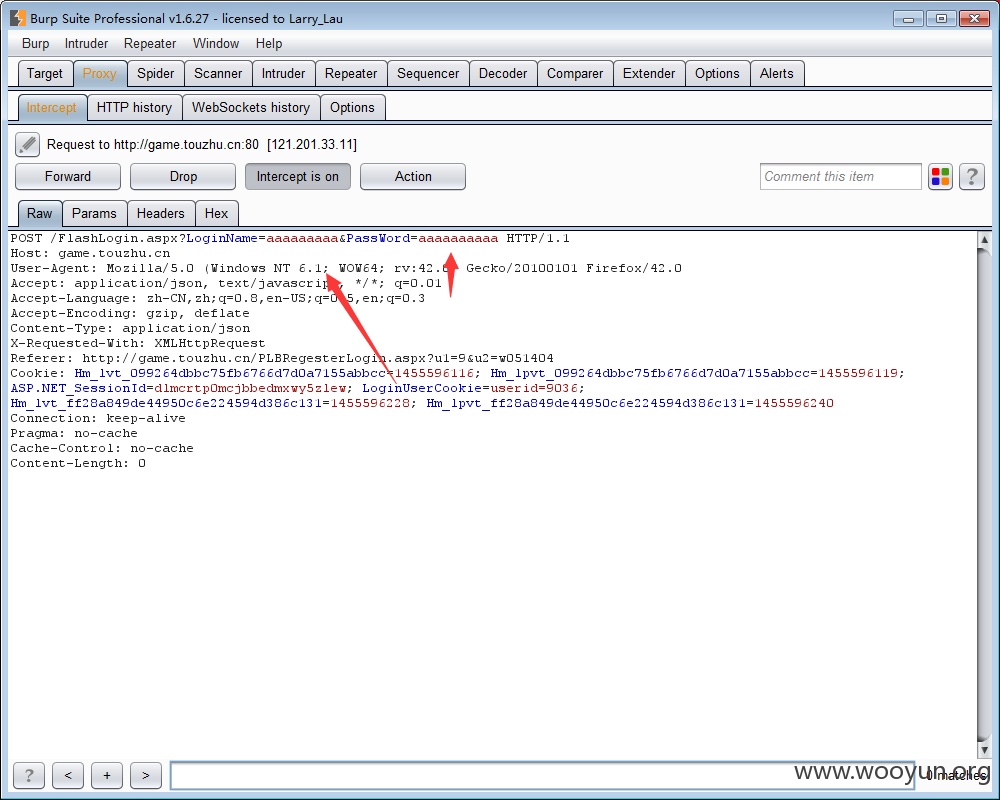 Burp Suite Professional v1.6.27 - licensed to Larry_Lau
Burp Intruder Repeater Window Help
Target Proxy Spider Scanner Intruder Repeater Sequencer Decoder Comparer Extender Options Alerts
Intercept HTTP history WebSockets history Options
Request to http://game.touzhu.cn:80 [121.201.33.11]
Forward Drop Intercept is on Action Comment this item ?
Raw Params Headers Hex
POST /FlashLogin.aspx?LoginName=aaaaaaaaa&PassWord=aaaaaaaaaa HTTP/1.1
Host: game.touzhu.cn
User-Agent: Mozilla/5.0 (Windows NT 6.1; WOW64; rv:42.0) Gecko/20100101 Firefox/42.0
Accept: application/json, text/javascript, */*; q=0.01
Accept-Language: zh-CN,zh;q=0.8,en-US;q=0.5,en;q=0.3
Accept-Encoding: gzip, deflate
Content-Type: application/json
X-Requested-With: XMLHttpRequest
Referer: http://game.touzhu.cn/PLBRegesterLogin.aspx?u1=9&u2=w051404
Cookie: Hm_lvt_099264dbbc75fb6766d7d0a7155abbcc=1455596116; Hm_lpvt_099264dbbc75fb6766d7d0a7155abbcc=1455596119;
ASP.NET_SessionId=dlmcrtp0mcjbbedmxwy5zlew; LoginUserCookie=userid=9036;
Hm_lvt_ff28a849de44950c6e224594d386c131=1455596228; Hm_lpvt_ff28a849de44950c6e224594d386c131=1455596240
Connection: keep-alive
Pragma: no-cache
Cache-Control: no-cache
Content-Length: 0
? < + > 0 matches
www.wooyun.org